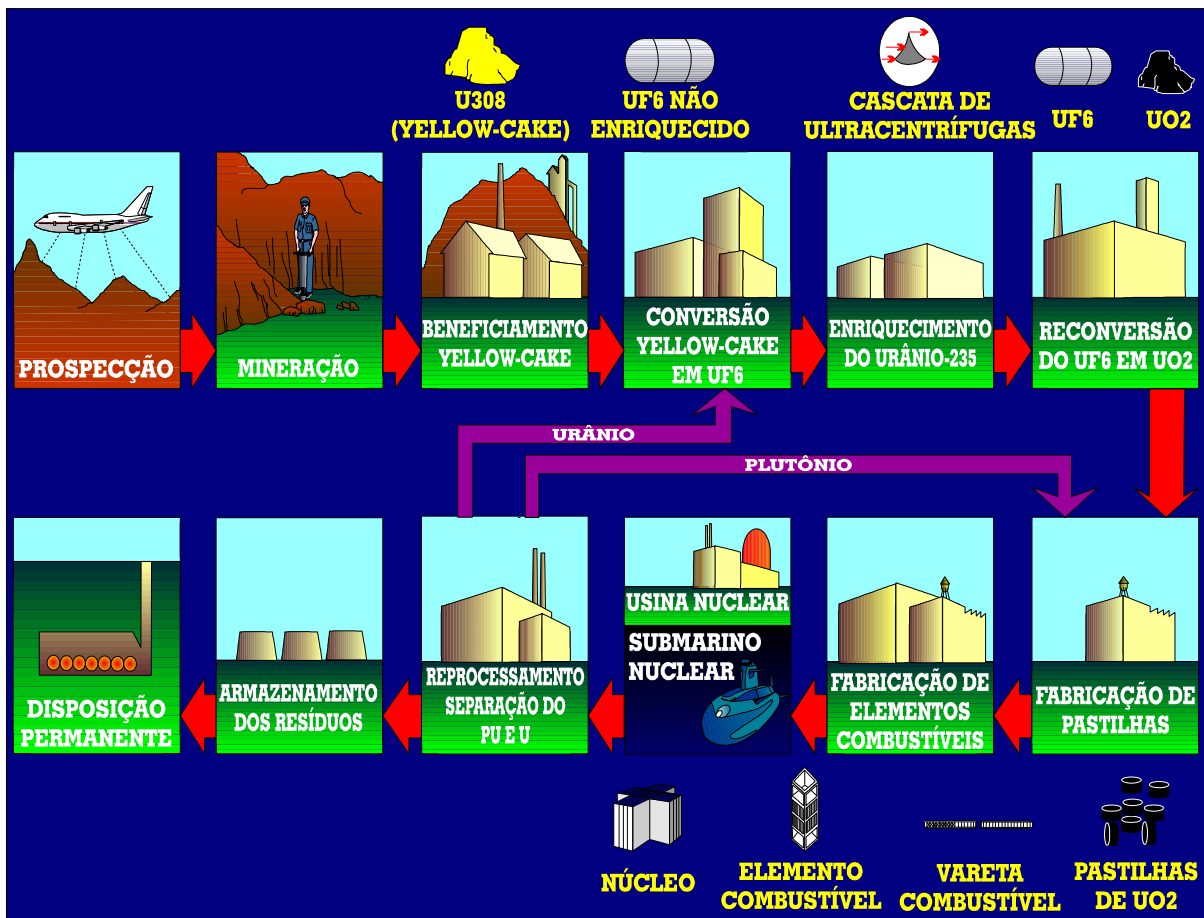 U308
(YELLOW-CAKE)
UF6 NÃO
ENRIQUECIDO
CASCATA DE
ULTRACENTRÍFUGAS
UF6
UO2
PROSPECÇÃO
MINERAÇÃO
BENEFICIAMENTO
YELLOW-CAKE
CONVERSÃO
YELLOW-CAKE
EM UF6
ENRIQUECIMENTO
DO URÂNIO-235
RECONVERSÃO
DO UF6 EM UO2
URÂNIO
PLUTÔNIO
DISPOSIÇÃO
PERMANENTE
ARMAZENAMENTO
DOS RESÍDUOS
REPROCESSAMENTO
SEPARAÇÃO DO
PU E U
USINA NUCLEAR
SUBMARINO
NUCLEAR
FABRICAÇÃO DE
ELEMENTOS
COMBUSTÍVEIS
FABRICAÇÃO DE
PASTILHAS
NÚCLEO
ELEMENTO
COMBUSTÍVEL
VARETA
COMBUSTÍVEL
PASTILHAS
DE UO2